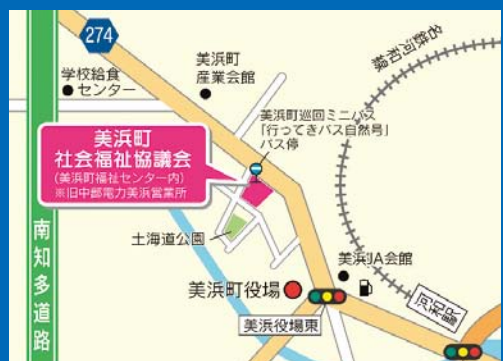 274
名鉄河和線
学校給食
センター
美浜町
産業会館
美浜町巡回ミニバス
「行ってきバス自然号」
バス停
美浜町
社会福祉協議会
(美浜町福祉センター内)
※旧中部電力美浜営業所
南知多道路
土海道公園
美浜JA会館
美浜町役場
河和駅
美浜役場東